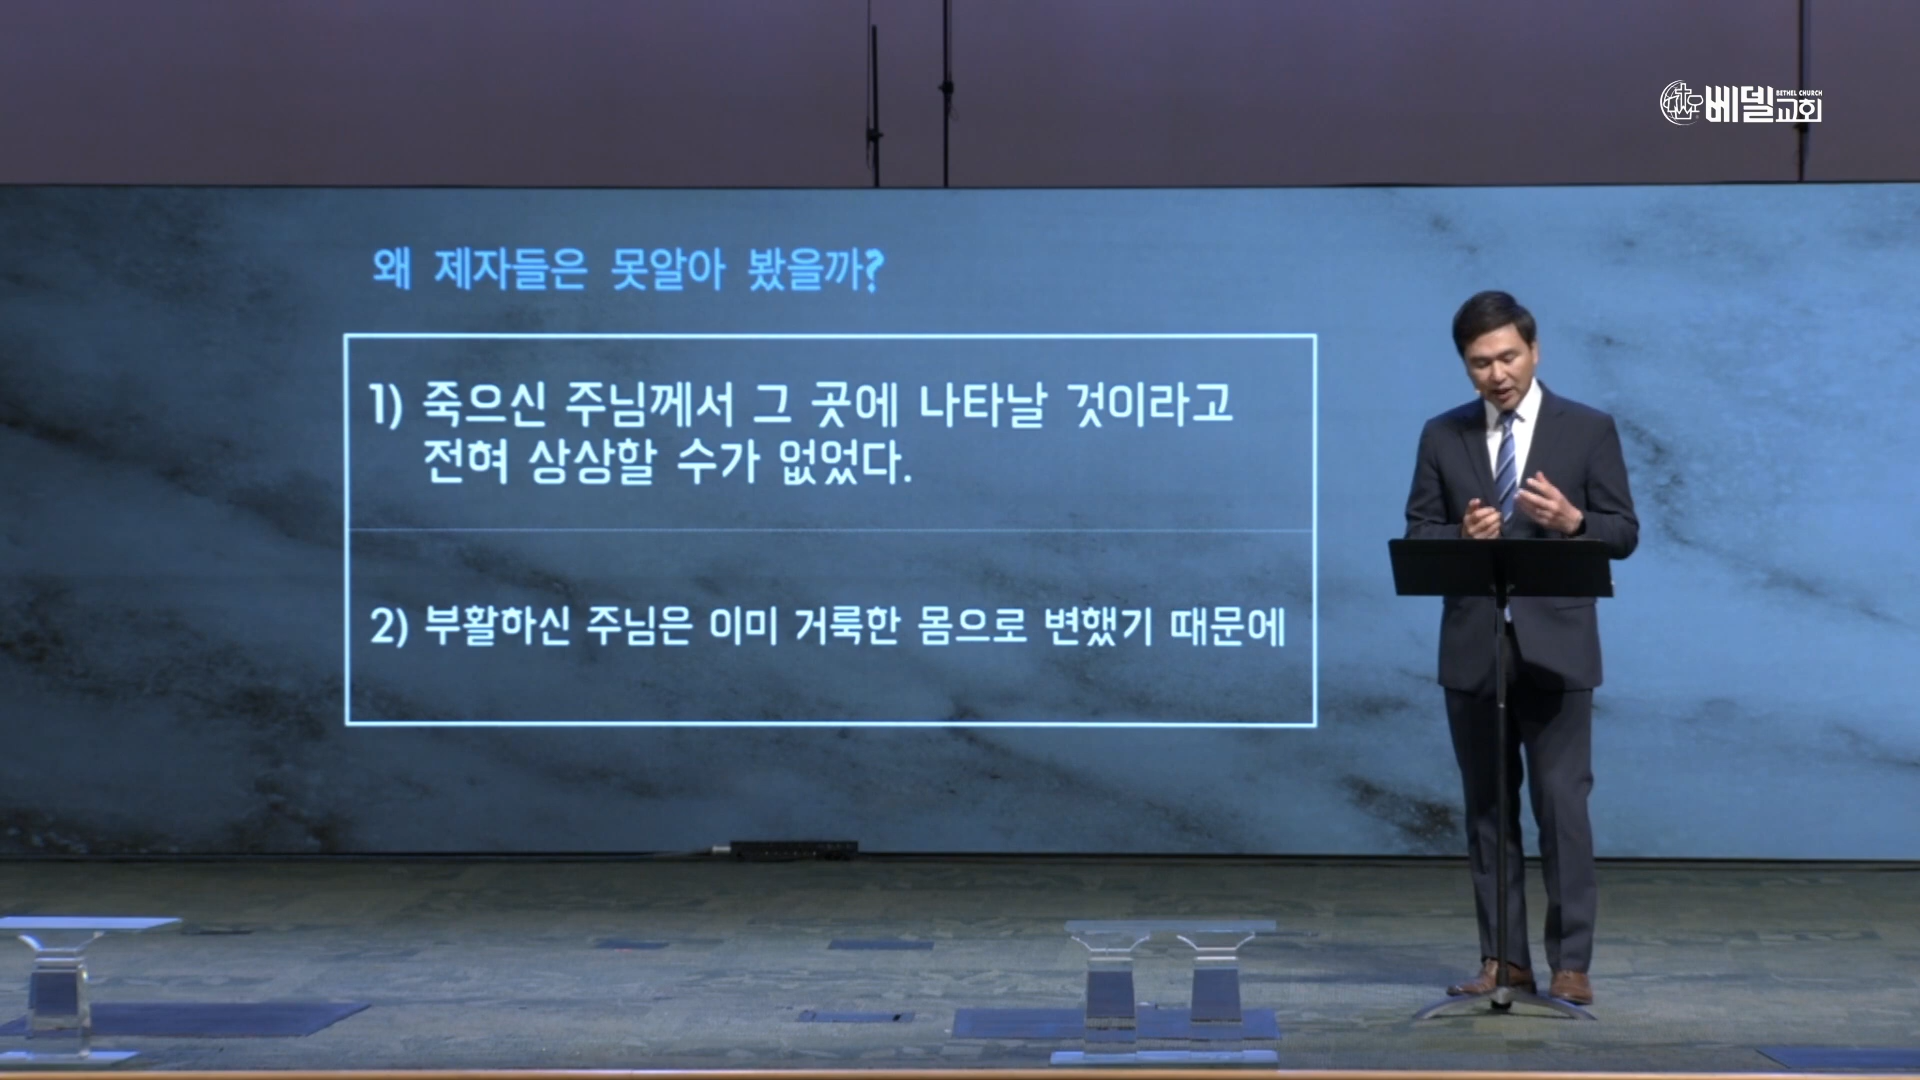 베델교회
BETHEL CHURCH
왜 제자들은 못알아 봤을까?
1) 죽으신 주님께서 그 곳에 나타날 것이라고
전혀 상상할 수가 없었다.
2) 부활하신 주님은 이미 거룩한 몸으로 변했기 때문에